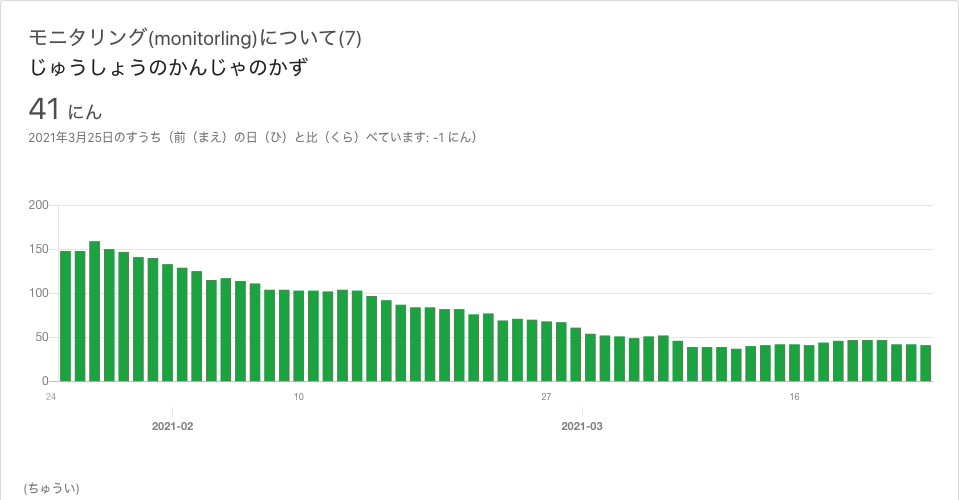 モニタリング(monitorling)について(7)
じゅうしょうのかんじゃのかず
41 にん
2021年3月25日のすうち（前（まえ）の日（ひ）と比（くら）べています: -1 にん）
200
150
100
50
0
24 10 27 16
2021-02 2021-03
(ちゅうい)